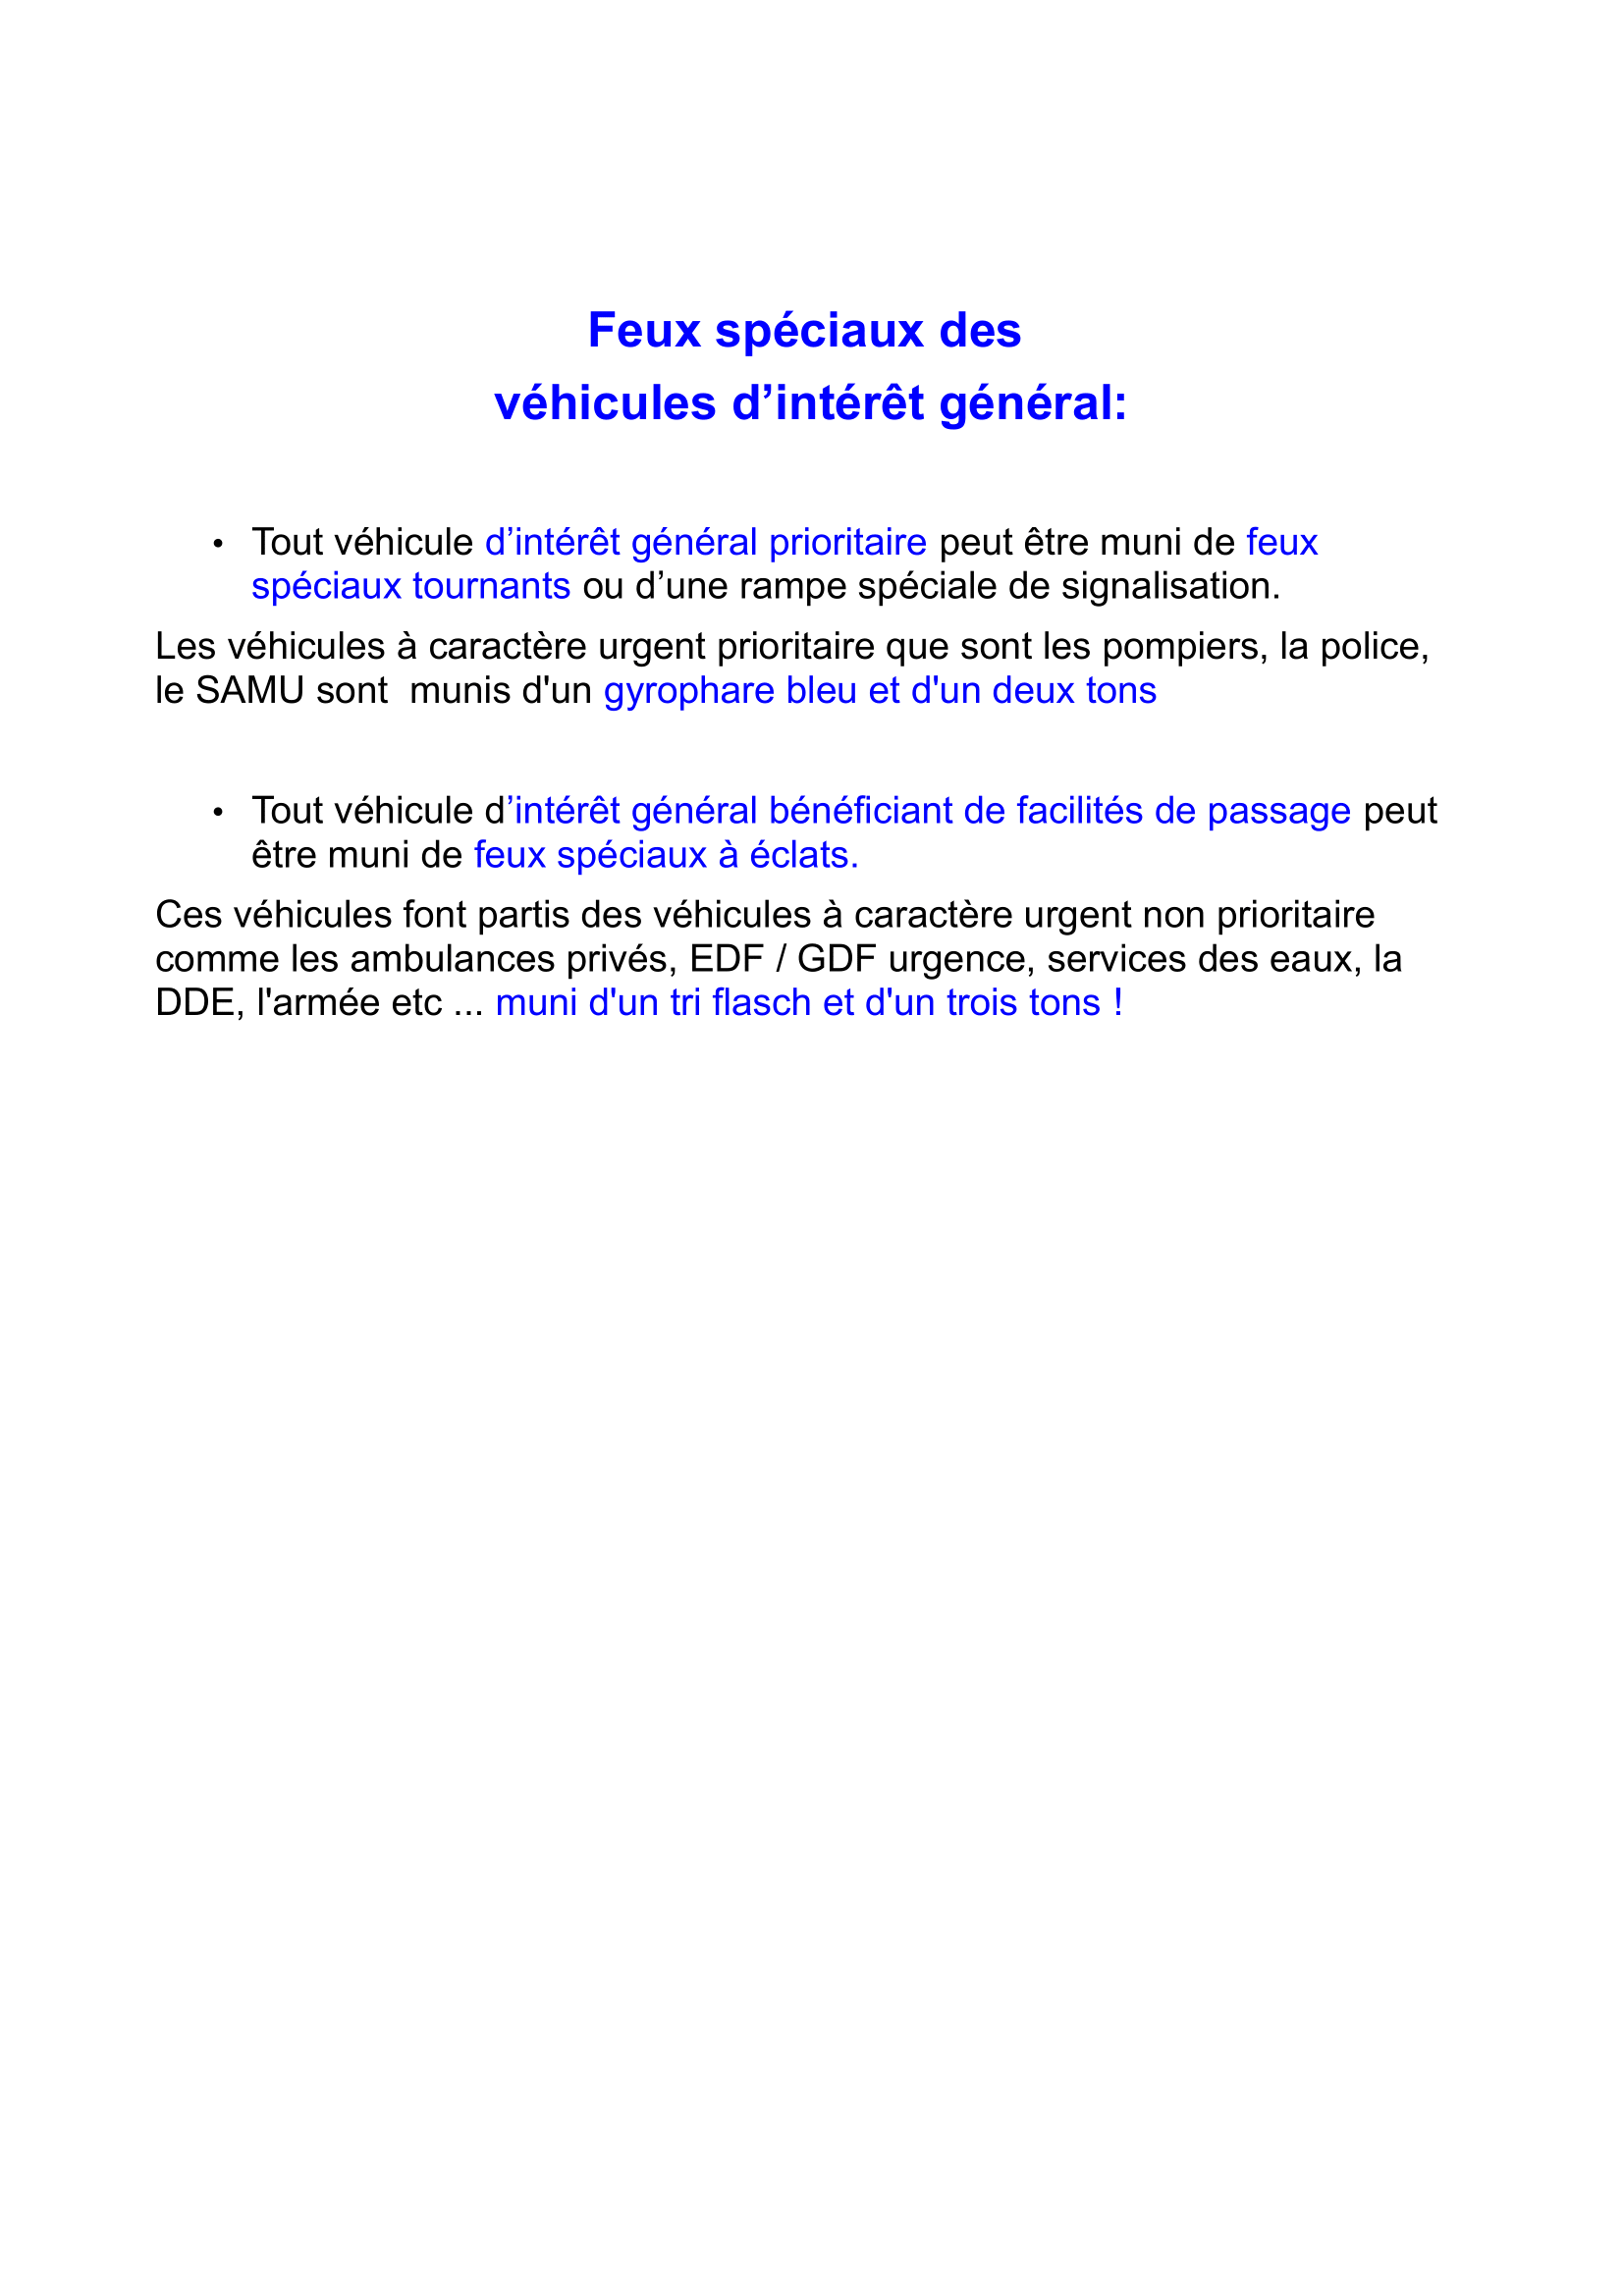 Feux spéciaux des
véhicules d’intérêt général:
• Tout véhicule d’intérêt général prioritaire peut être muni de feux
spéciaux tournants ou d’une rampe spéciale de signalisation.
Les véhicules à caractère urgent prioritaire que sont les pompiers, la police,
le SAMU sont  munis d'un gyrophare bleu et d'un deux tons
• Tout véhicule d’intérêt général bénéficiant de facilités de passage peut
être muni de feux spéciaux à éclats.
Ces véhicules font partis des véhicules à caractère urgent non prioritaire
comme les ambulances privés, EDF / GDF urgence, services des eaux, la
DDE, l'armée etc ... muni d'un tri flasch et d'un trois tons !